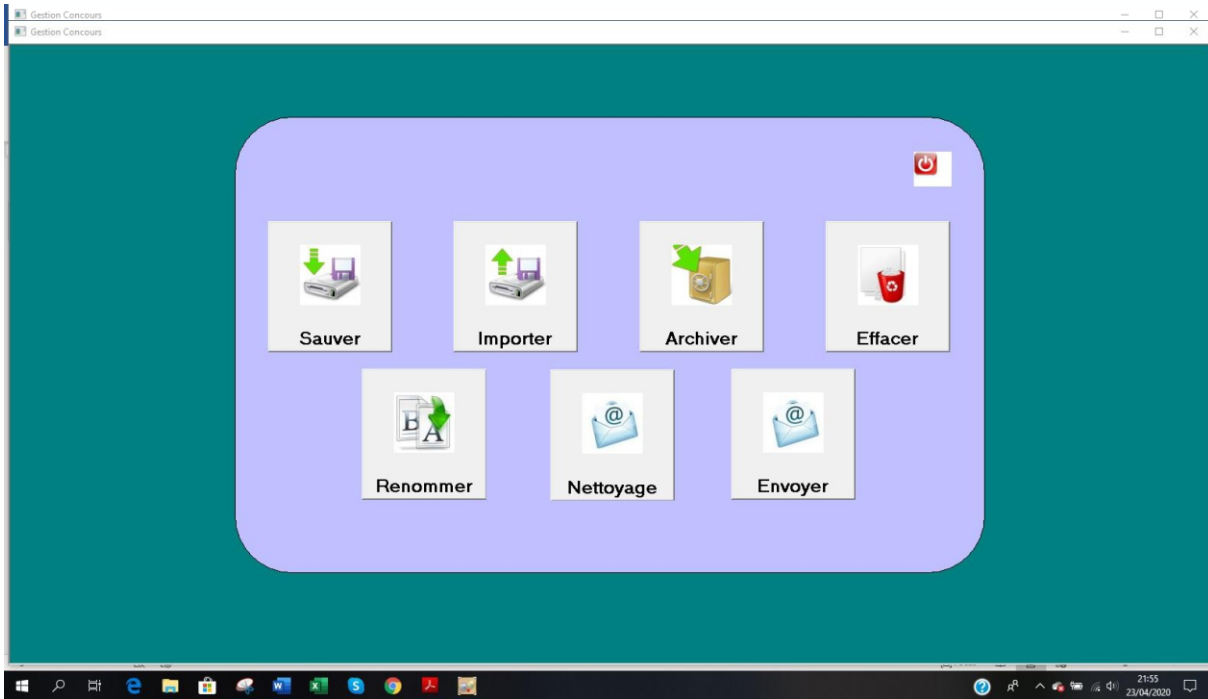 Gestion Concours
Gestion Concours
Sauver
Importer
Archiver
Effacer
Renommer
Nettoyage
Envoyer
21:55
23/04/2020